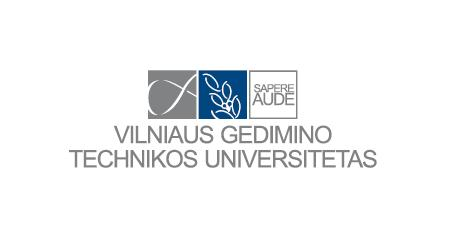 SAPERE
AUDE
VILNIAUS GEDIMINO
TECHNIKOS UNIVERSITETAS